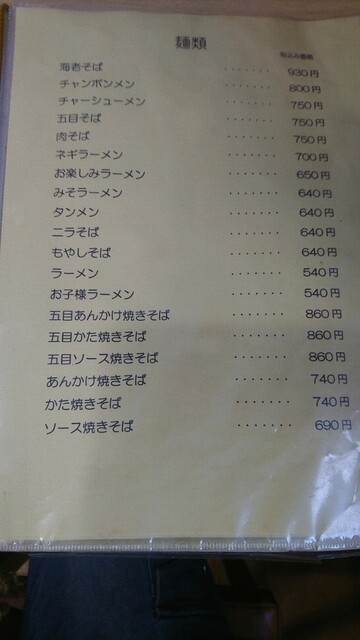 麺類
税込み価格
海老そば ・・・・・・・ 930円
チャンポンメン ・・・・・・・ 800円
チャーシューメン ・・・・・・・ 750円
五目そば ・・・・・・・ 750円
肉そば ・・・・・・・ 750円
ネギラーメン ・・・・・・・ 700円
お楽しみラーメン ・・・・・・・ 650円
みそラーメン ・・・・・・・ 640円
タンメン ・・・・・・・ 640円
ニラそば ・・・・・・・ 640円
もやしそば ・・・・・・・ 640円
ラーメン ・・・・・・・ 540円
お子様ラーメン ・・・・・・・ 540円
五目あんかけ焼きそば ・・・・・・・ 860円
五目かた焼きそば ・・・・・・・ 860円
五目ソース焼きそば ・・・・・・・ 860円
あんかけ焼きそば ・・・・・・・ 740円
かた焼きそば ・・・・・・・ 740円
ソース焼きそば ・・・・・・・ 690円